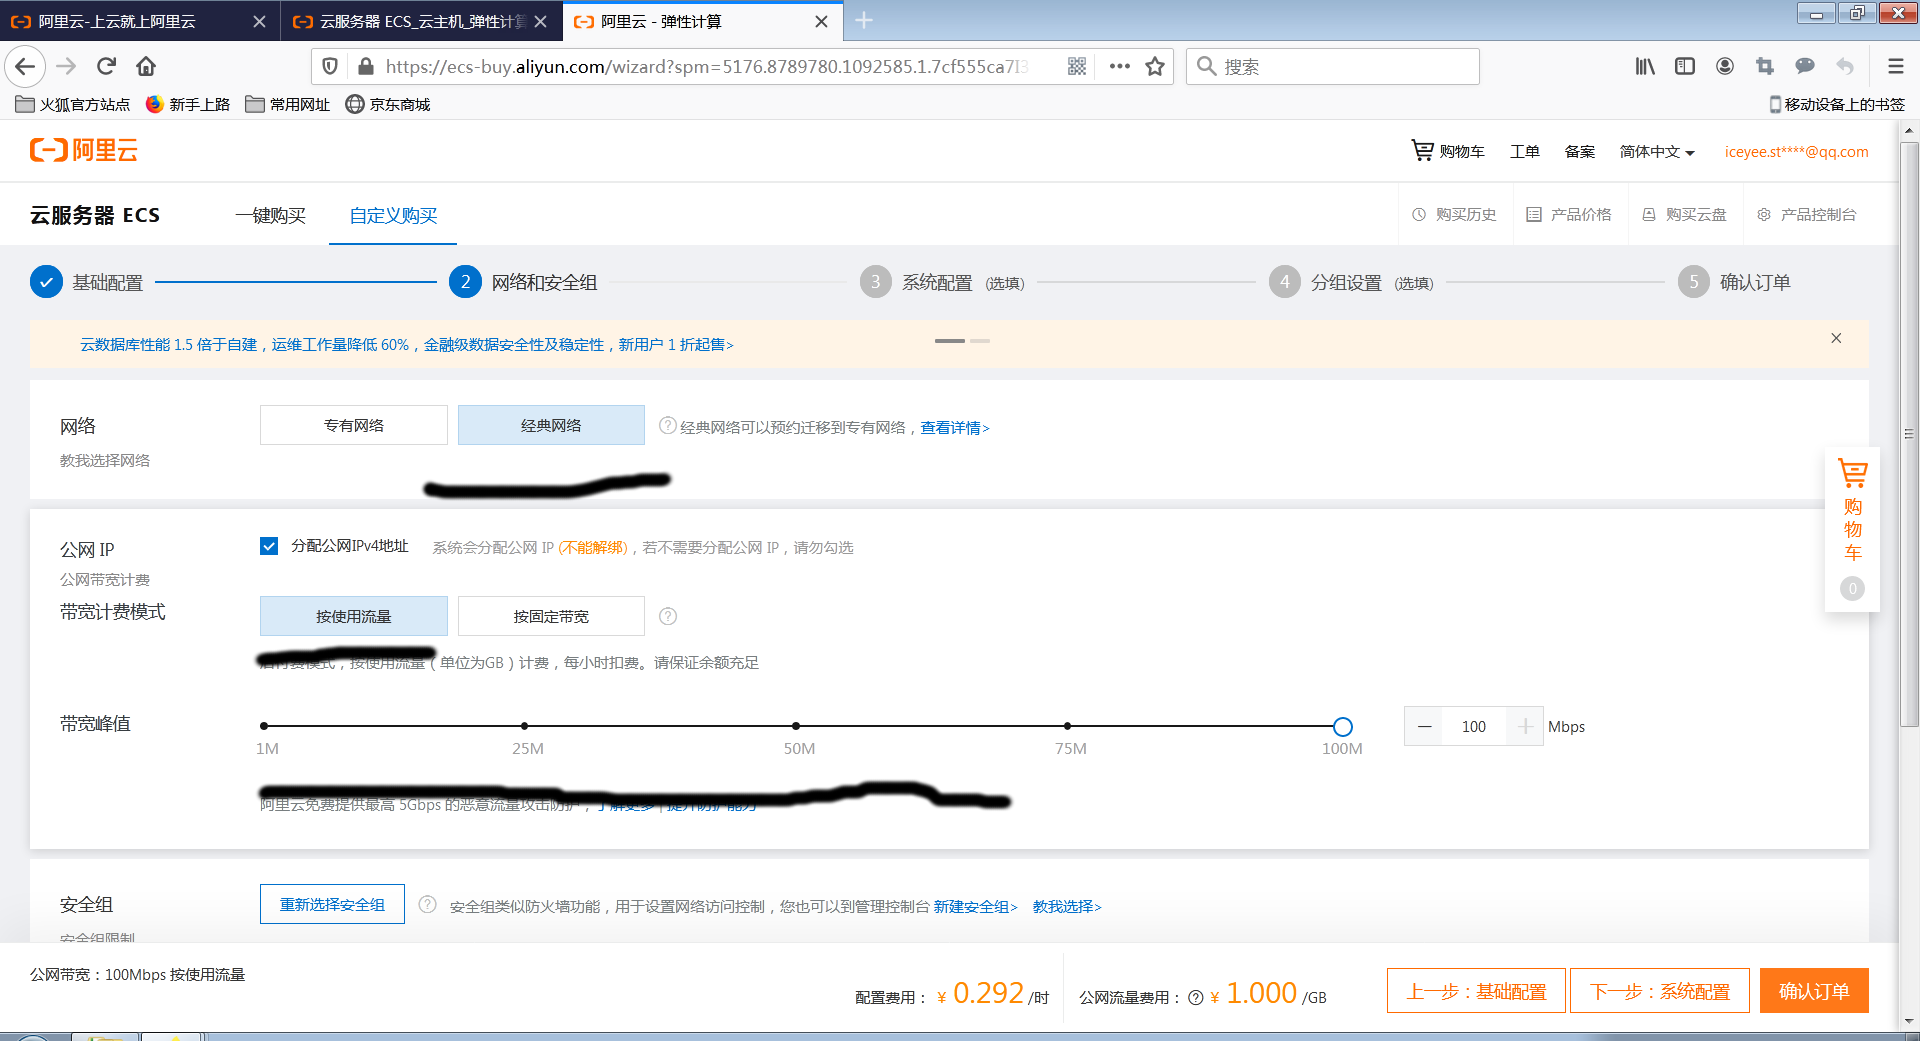 阿里云-上云就上阿里云
云服务器 ECS_云主机_弹性计算
阿里云 - 弹性计算
https://ecs-buy.aliyun.com/wizard?spm=5176.8789780.1092585.1.7cf555ca7I3
搜索
火狐官方站点
新手上路
常用网址
京东商城
移动设备上的书签
阿里云
购物车
工单
备案
简体中文
iceyee.st****@qq.com
云服务器 ECS
一键购买
自定义购买
购买历史
产品价格
购买云盘
产品控制台
基础配置
2 网络和安全组
3 系统配置 (选填)
4 分组设置 (选填)
5 确认订单
云数据库性能 1.5 倍于自建，运维工作量降低 60%，金融级数据安全性及稳定性，新用户 1 折起售>
网络
专有网络
经典网络
经典网络可以预约迁移到专有网络，查看详情>
教我选择网络
购物车
0
公网 IP
分配公网IPv4地址
系统会分配公网 IP (不能解绑)，若不需要分配公网 IP，请勿勾选
公网带宽计费
带宽计费模式
按使用流量
按固定带宽
按使用流量（单位为GB）计费，每小时扣费。请保证余额充足
带宽峰值
1M
25M
50M
75M
100M
100
Mbps
阿里云免费提供最高 5Gbps 的恶意流量攻击防护，了解更多 | 提升防护能力
安全组
重新选择安全组
安全组类似防火墙功能，用于设置网络访问控制，您也可以到管理控制台 新建安全组> 教我选择>
安全组限制
公网带宽：100Mbps 按使用流量
配置费用： ¥ 0.292 /时
公网流量费用： ¥ 1.000 /GB
上一步：基础配置
下一步：系统配置
确认订单